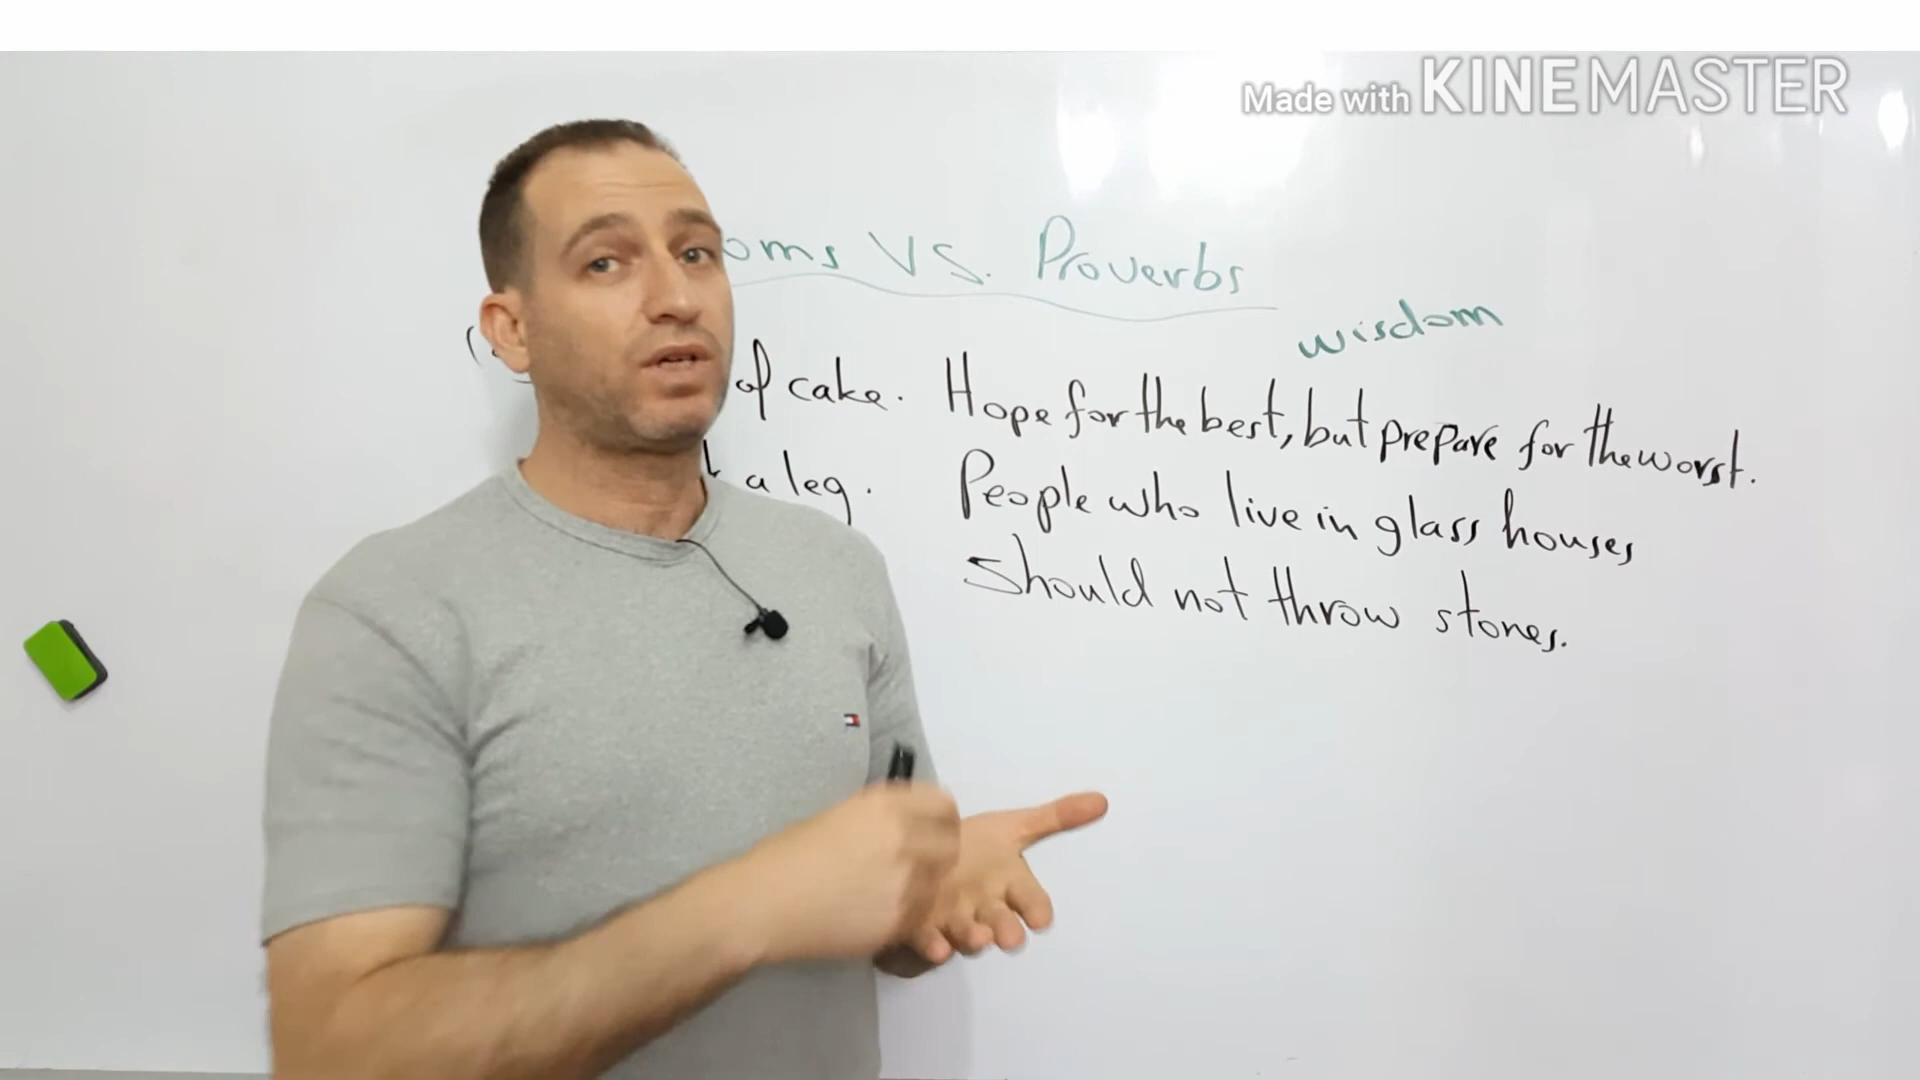 Made with KINEMASTER
oms VS. Proverbs
wisdom
of cake. Hope for the best, but prepare for the worst.
a leg. People who live in glass houses
should not throw stones.